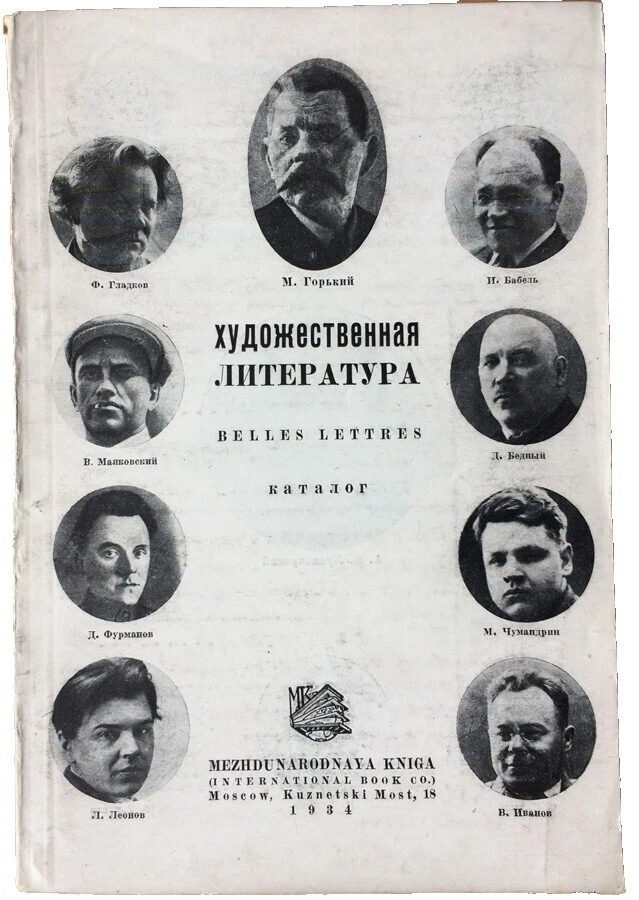 М. Горький
Ф. Гладков
И. Бабель
ХУДОЖЕСТВЕННАЯ
ЛИТЕРАТУРА
BELLES LETTRES
каталог
В. Маяковский
Д. Бедный
Д. Фурманов
М. Чумандрин
Л. Леонов
В. Иванов
МК
MEZHDUNARODNAYA KNIGA
(INTERNATIONAL BOOK CO.)
Moscow, Kuznetski Most, 18
1934